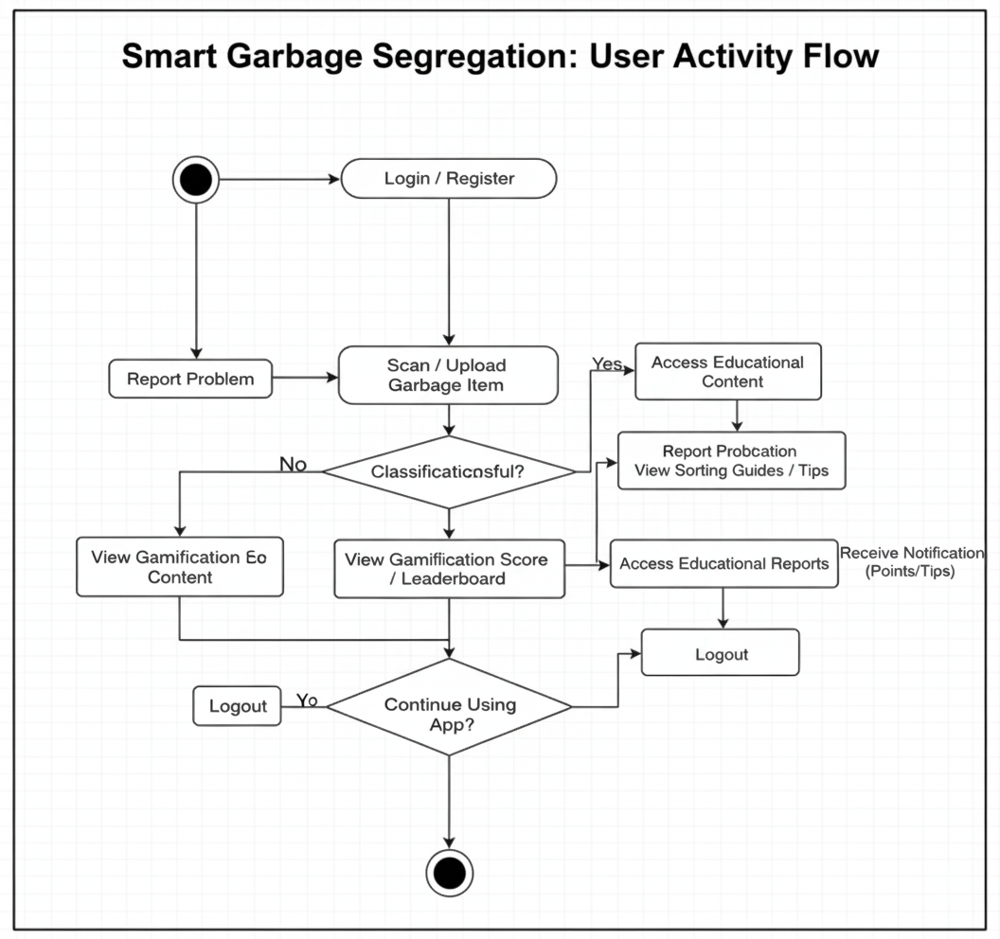 Smart Garbage Segregation: User Activity Flow
Login / Register
Report Problem
Scan / Upload
Garbage Item
Yes
Access Educational
Content
No
Classificationsful?
Report Probcation
View Sorting Guides / Tips
View Gamification Eo
Content
View Gamification Score
/ Leaderboard
Access Educational Reports
Receive Notification
(Points/Tips)
Logout
Logout
Yo
Continue Using
App?